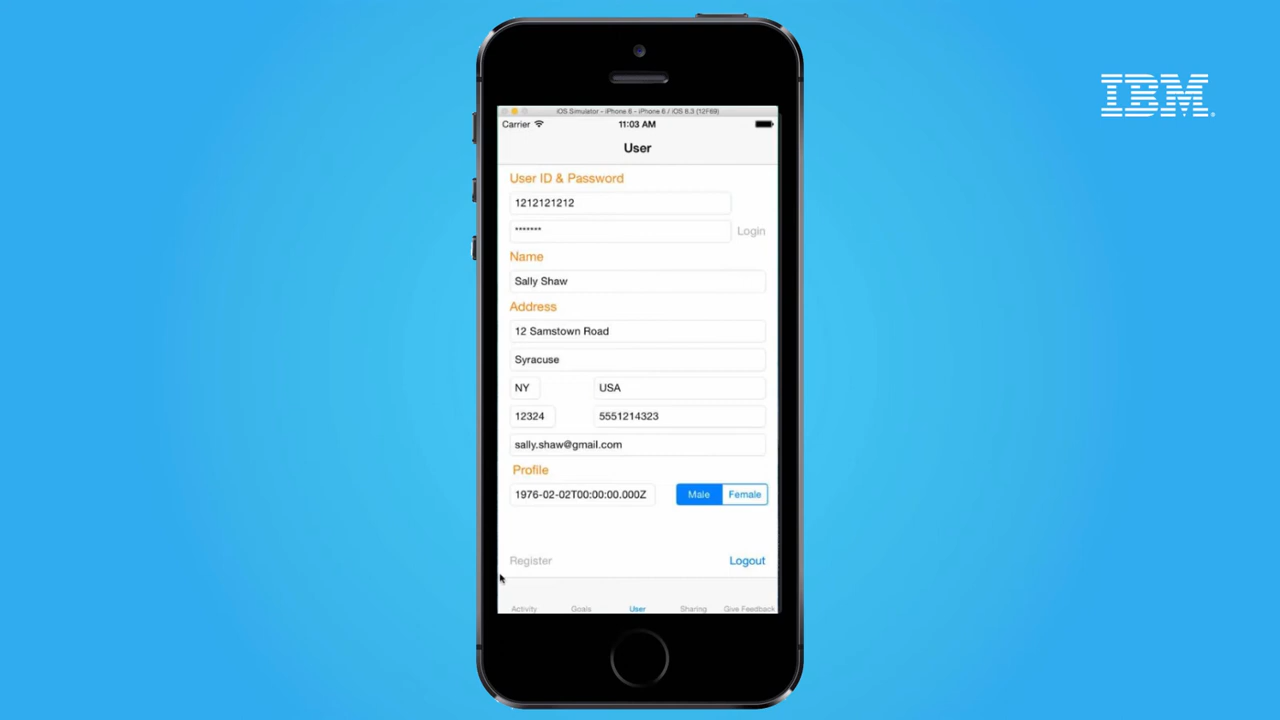 IBM
iOS Simulator - iPhone 6 - iPhone 6 / iOS 8.3 (12F69)
Carrier 11:03 AM
User
User ID & Password
1212121212
*******
Login
Name
Sally Shaw
Address
12 Samstown Road
Syracuse
NY USA
12324 5551214323
sally.shaw@gmail.com
Profile
1976-02-02T00:00:00.000Z Male Female
Register Logout
Activity Goals User Sharing Give Feedback